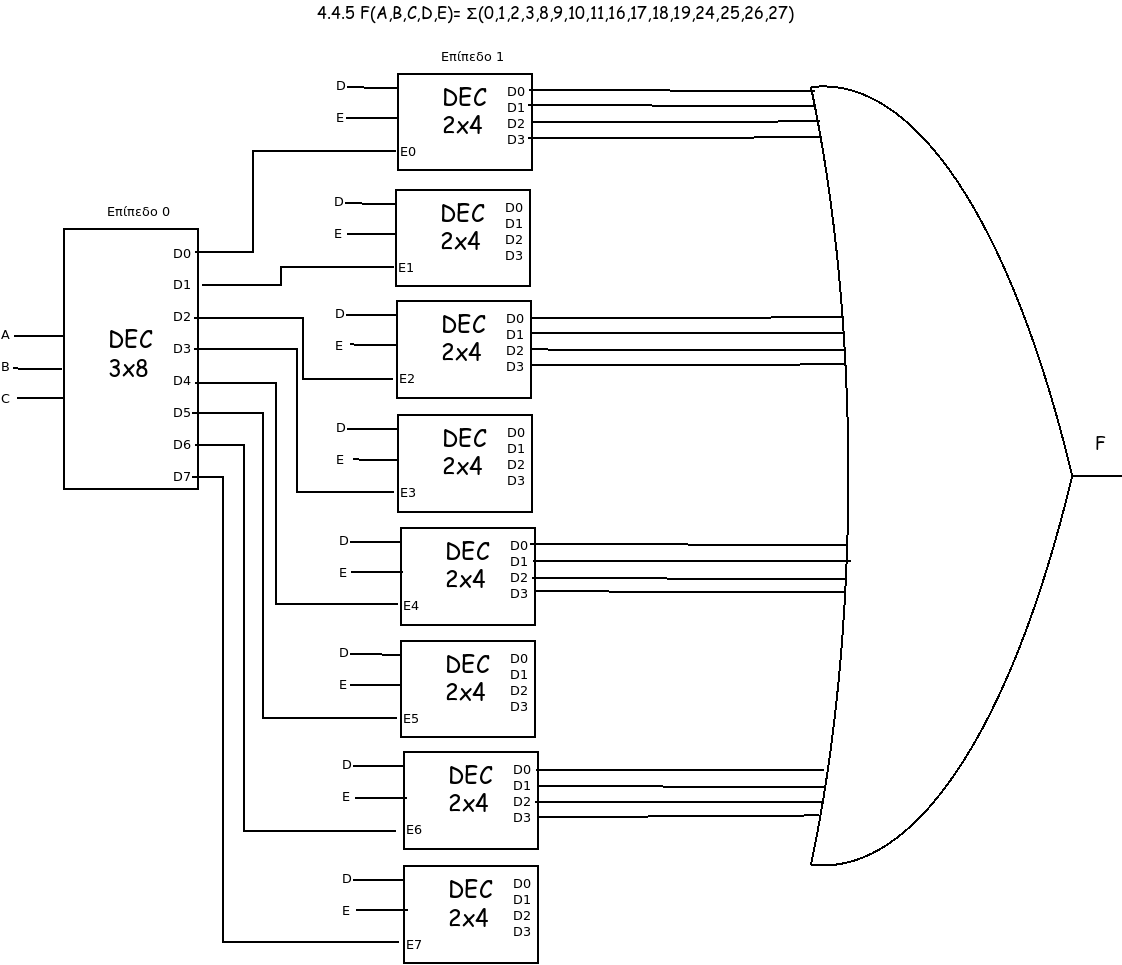 4.4.5 F(A,B,C,D,E)= Σ(0,1,2,3,8,9,10,11,16,17,18,19,24,25,26,27)
Επίπεδο 1
D
E
DEC
2x4
D0
D1
D2
D3
E0
D
E
DEC
2x4
D0
D1
D2
D3
E1
Επίπεδο 0
A
B
C
DEC
3x8
D0
D1
D2
D3
D4
D5
D6
D7
D
E
DEC
2x4
D0
D1
D2
D3
E2
D
E
DEC
2x4
D0
D1
D2
D3
E3
F
D
E
DEC
2x4
D0
D1
D2
D3
E4
D
E
DEC
2x4
D0
D1
D2
D3
E5
D
E
DEC
2x4
D0
D1
D2
D3
E6
D
E
DEC
2x4
D0
D1
D2
D3
E7